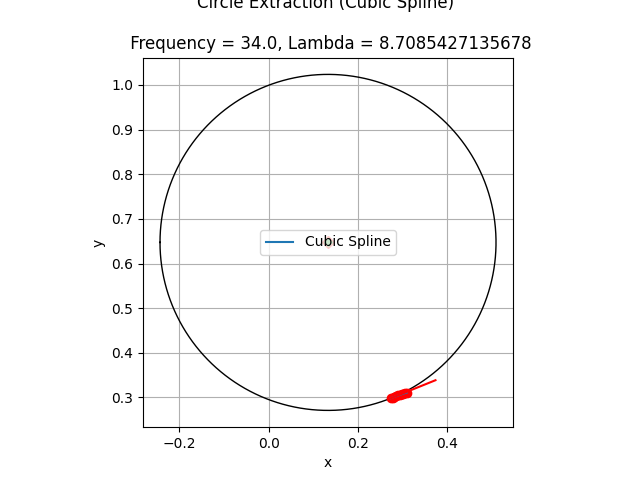 Circle Extraction (Cubic Spline)
Frequency = 34.0, Lambda = 8.7085427135678
1.0
0.9
0.8
0.7
0.6
0.5
0.4
0.3
y
Cubic Spline
−0.2 0.0 0.2 0.4
x